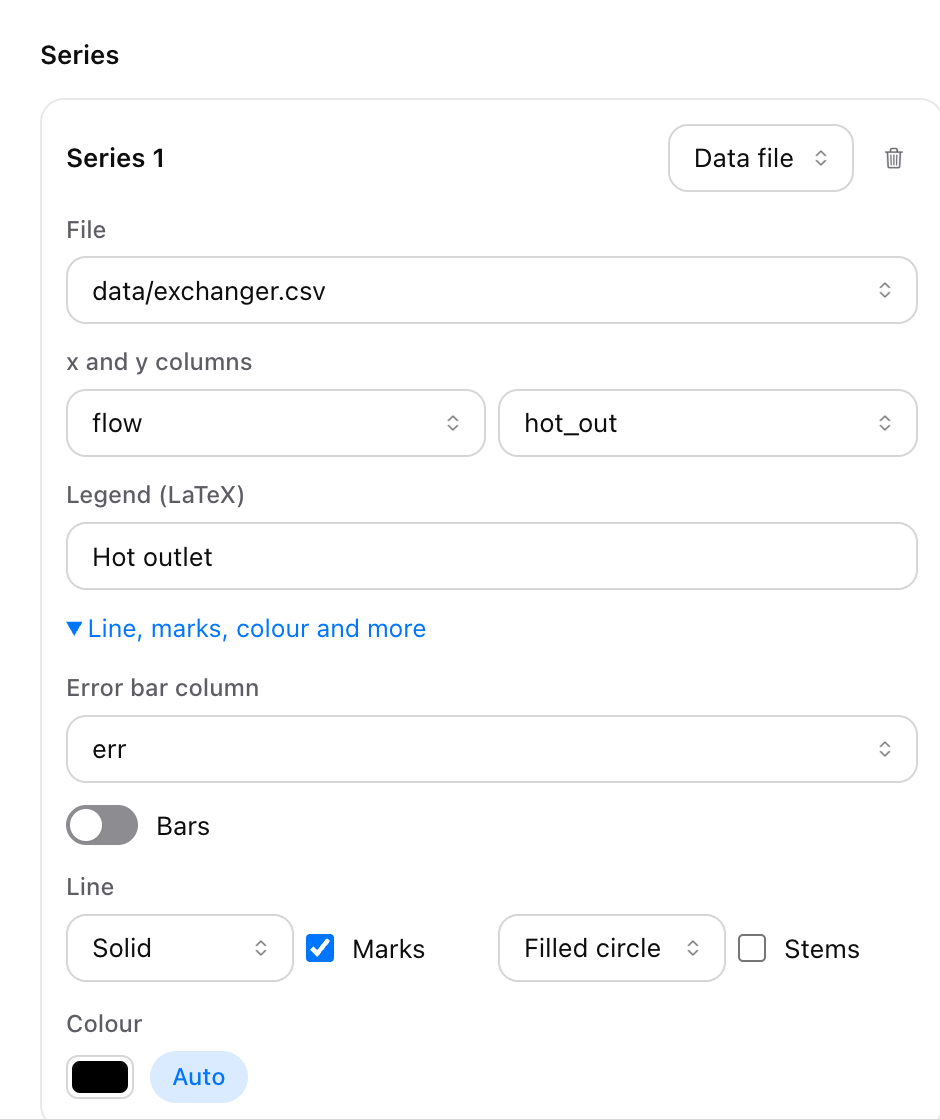 Series
Series 1 Data file
File
data/exchanger.csv
x and y columns
flow hot_out
Legend (LaTeX)
Hot outlet
Line, marks, colour and more
Error bar column
err
Bars
Line
Solid Marks Filled circle Stems
Colour
Auto